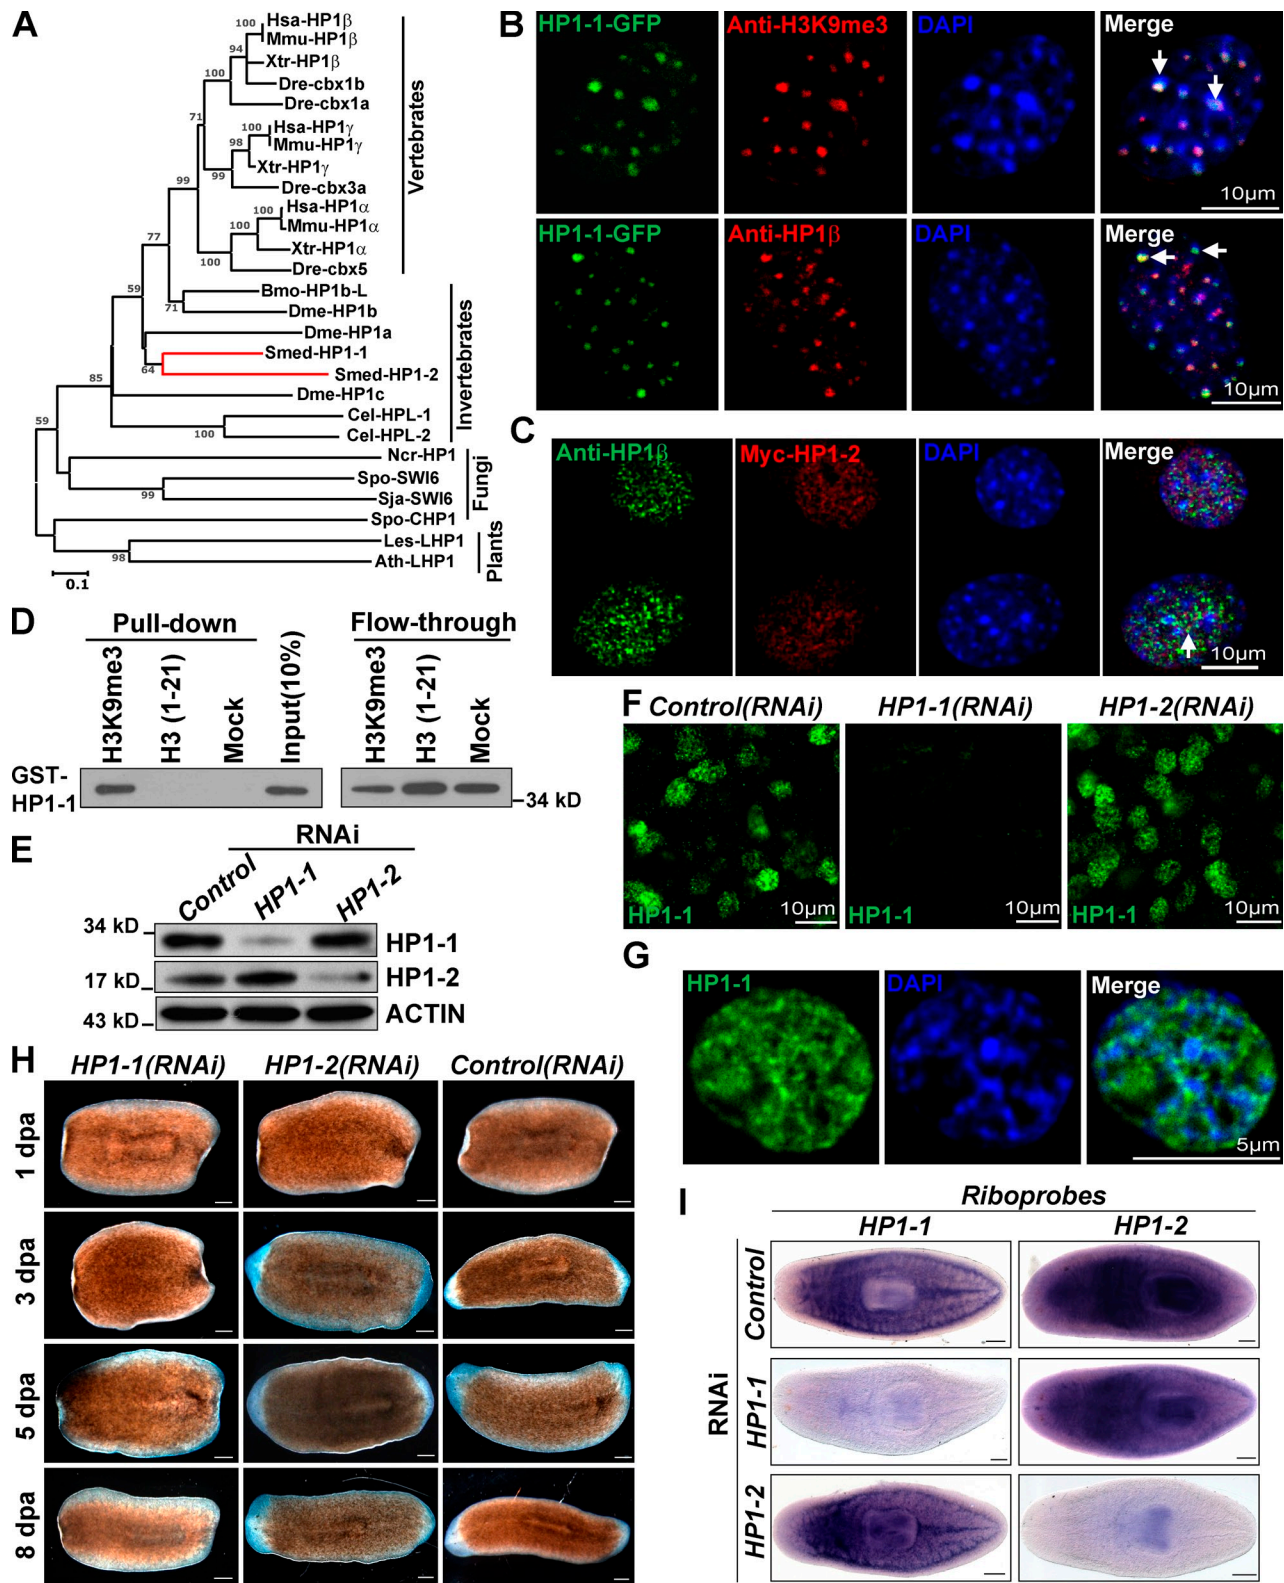 A
100
Hsa-HP1β
Mmu-HP1β
94
Xtr-HP1β
100
Dre-cbx1b
Dre-cbx1a
71
100
Hsa-HP1γ
Mmu-HP1γ
98
Xtr-HP1γ
99
Dre-cbx3a
99
100
Hsa-HP1α
Mmu-HP1α
100
Xtr-HP1α
100
Dre-cbx5
77
Bmo-HP1b-L
71
Dme-HP1b
59
Dme-HP1a
Smed-HP1-1
64
Smed-HP1-2
85
Dme-HP1c
Cel-HPL-1
100
Cel-HPL-2
59
Ncr-HP1
Spo-SWI6
99
Sja-SWI6
Spo-CHP1
Les-LHP1
98
Ath-LHP1
0.1
Vertebrates
Invertebrates
Fungi
Plants
B
HP1-1-GFP
Anti-H3K9me3
DAPI
Merge
10µm
HP1-1-GFP
Anti-HP1β
DAPI
Merge
10µm
C
Anti-HP1β
Myc-HP1-2
DAPI
Merge
10µm
D
Pull-down
Flow-through
H3K9me3
H3 (1-21)
Mock
Input(10%)
H3K9me3
H3 (1-21)
Mock
GST-
HP1-1
34 kD
E
RNAi
Control
HP1-1
HP1-2
34 kD
HP1-1
17 kD
HP1-2
43 kD
ACTIN
F
Control(RNAi)
HP1-1(RNAi)
HP1-2(RNAi)
HP1-1
10µm
HP1-1
10µm
HP1-1
10µm
G
HP1-1
DAPI
Merge
5µm
H
HP1-1(RNAi)
HP1-2(RNAi)
Control(RNAi)
1 dpa
3 dpa
5 dpa
8 dpa
I
Riboprobes
HP1-1
HP1-2
RNAi
Control
HP1-1
HP1-2